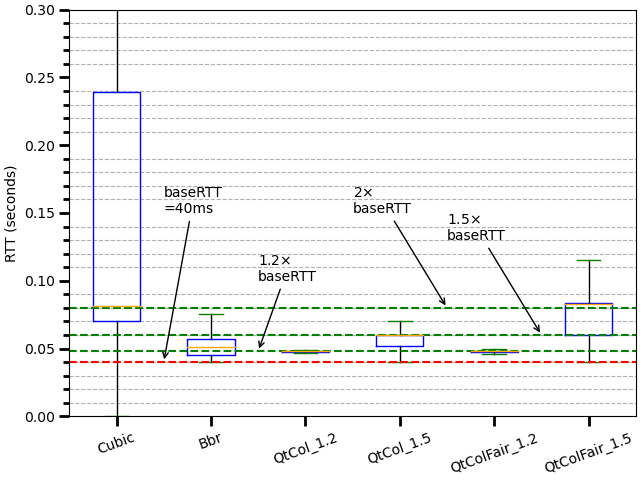 0.30
0.25
0.20
0.15
0.10
0.05
0.00
RTT (seconds)
baseRTT
=40ms
1.2×
baseRTT
2×
baseRTT
1.5×
baseRTT
Cubic
Bbr
QtCol_1.2
QtCol_1.5
QtColFair_1.2
QtColFair_1.5